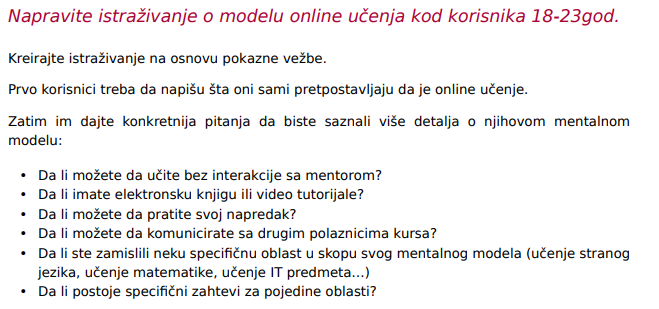 Napravite istraživanje o modelu online učenja kod korisnika 18-23god.
Kreirajte istraživanje na osnovu pokazne vežbe.
Prvo korisnici treba da napišu šta oni sami pretpostavljaju da je online učenje.
Zatim im dajte konkretnija pitanja da biste saznali više detalja o njihovom mentalnom
modelu:
• Da li možete da učite bez interakcije sa mentorom?
• Da li imate elektronsku knjigu ili video tutorijale?
• Da li možete da pratite svoj napredak?
• Da li možete da komunicirate sa drugim polaznicima kursa?
• Da li ste zamislili neku specifičnu oblast u skopu svog mentalnog modela (učenje stranog
jezika, učenje matematike, učenje IT predmeta...)
• Da li postoje specifični zahtevi za pojedine oblasti?